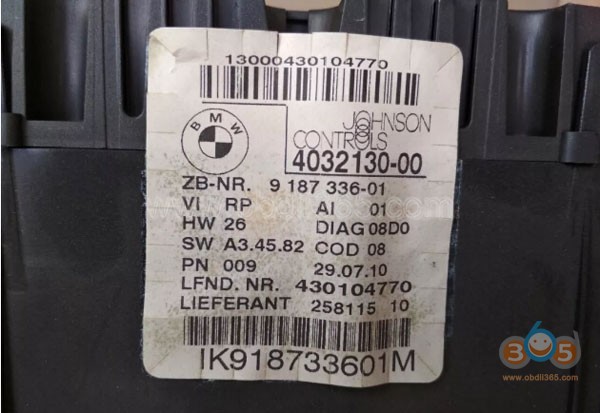 13000430104770
BMW
JOHNSON
CONTROLS
4032130-00
ZB-NR. 9 187 336-01
VI RP AI 01
HW 26 DIAG 08D0
SW A3.45.82 COD 08
PN 009 29.07.10
LFND. NR. 430104770
LIEFERANT 258115 10
IK918733601M
365
www.obdii365.com